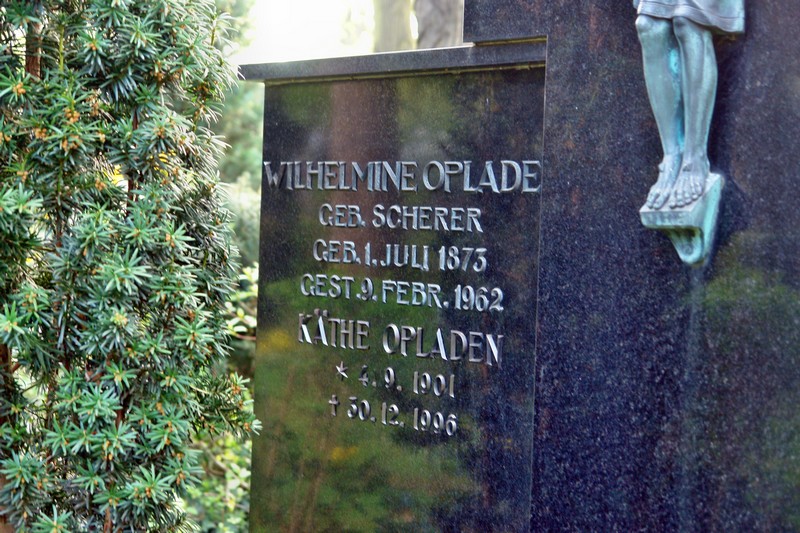 WILHELMINE OPLADE
GEB. SCHERER
GEB. 1. JULI 1873
GEST. 9. FEBR. 1962
KÄTHE OPLADEN
* 4. 9. 1901
† 30. 12. 1996